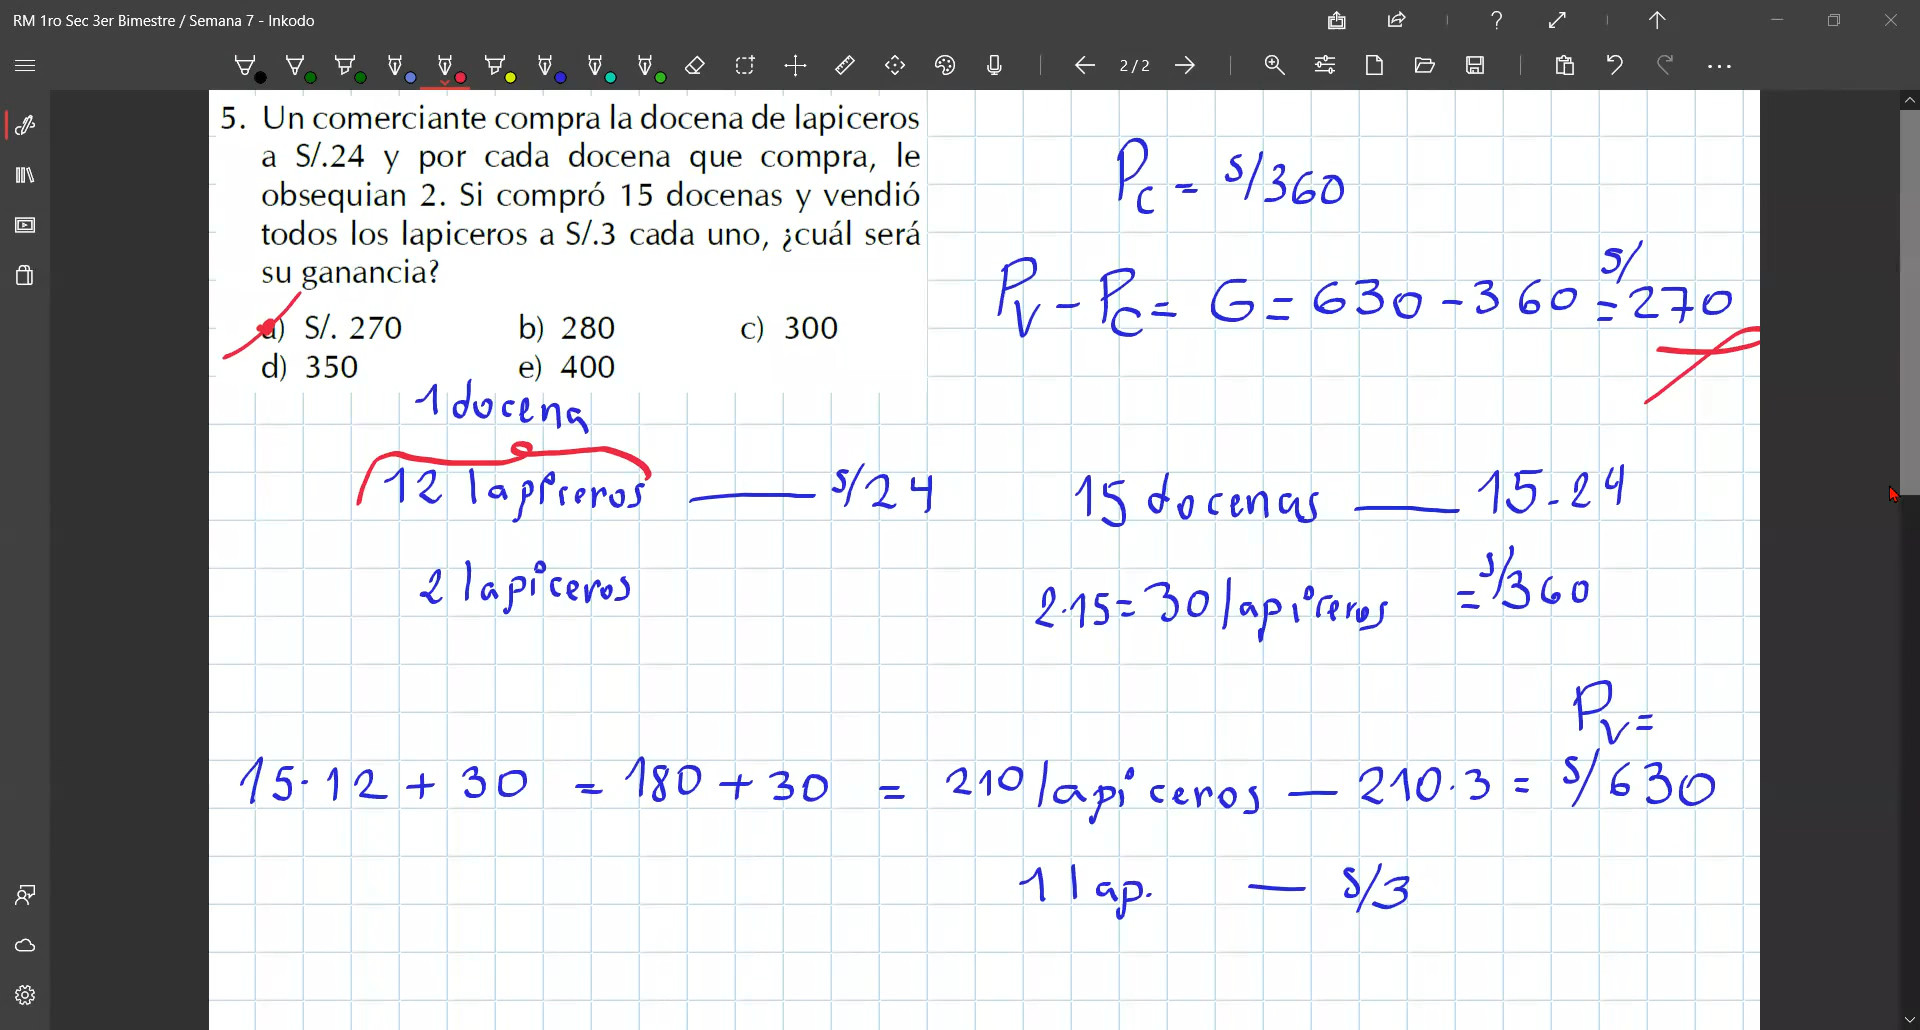 RM 1ro Sec 3er Bimestre / Semana 7 - Inkodo
2 / 2
5. Un comerciante compra la docena de lapiceros
a S/.24 y por cada docena que compra, le
obsequian 2. Si compró 15 docenas y vendió
todos los lapiceros a S/.3 cada uno, ¿cuál será
su ganancia?
a) S/. 270 b) 280 c) 300
d) 350 e) 400
Pc = s/360
Pv - Pc = G = 630 - 360 = s/270
1 docena
12 lapiceros — s/24
2 lapiceros
15 docenas — 15 - 24
= s/360
2·15 = 30 lapiceros
Pv =
15·12 + 30 = 180 + 30 = 210 lapiceros — 210·3 = s/630
1 lap. — s/3